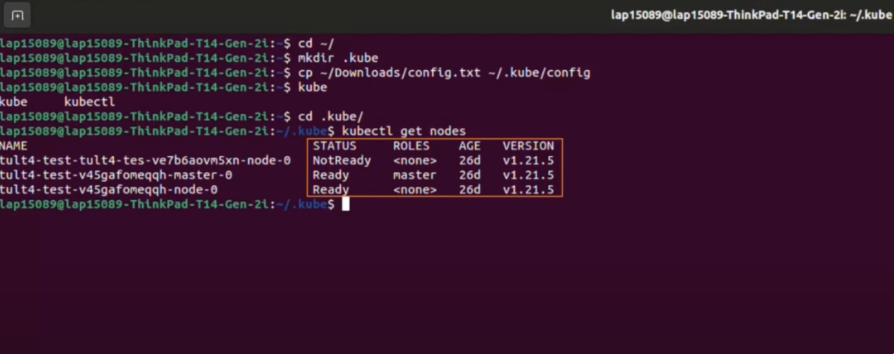 lap15089@lap15089-ThinkPad-T14-Gen-2i: ~/.kube
lap15089@lap15089-ThinkPad-T14-Gen-2i:~$ cd ~/
lap15089@lap15089-ThinkPad-T14-Gen-2i:~$ mkdir .kube
lap15089@lap15089-ThinkPad-T14-Gen-2i:~$ cp ~/Downloads/config.txt ~/.kube/config
lap15089@lap15089-ThinkPad-T14-Gen-2i:~$ kube
kube kubectl
lap15089@lap15089-ThinkPad-T14-Gen-2i:~$ cd .kube/
lap15089@lap15089-ThinkPad-T14-Gen-2i:~/.kube$ kubectl get nodes
NAME STATUS ROLES AGE VERSION
tult4-test-tult4-tes-ve7b6aovm5xn-node-0 NotReady <none> 26d v1.21.5
tult4-test-v45gafomeqqh-master-0 Ready master 26d v1.21.5
tult4-test-v45gafomeqqh-node-0 Ready <none> 26d v1.21.5
lap15089@lap15089-ThinkPad-T14-Gen-2i:~/.kube$